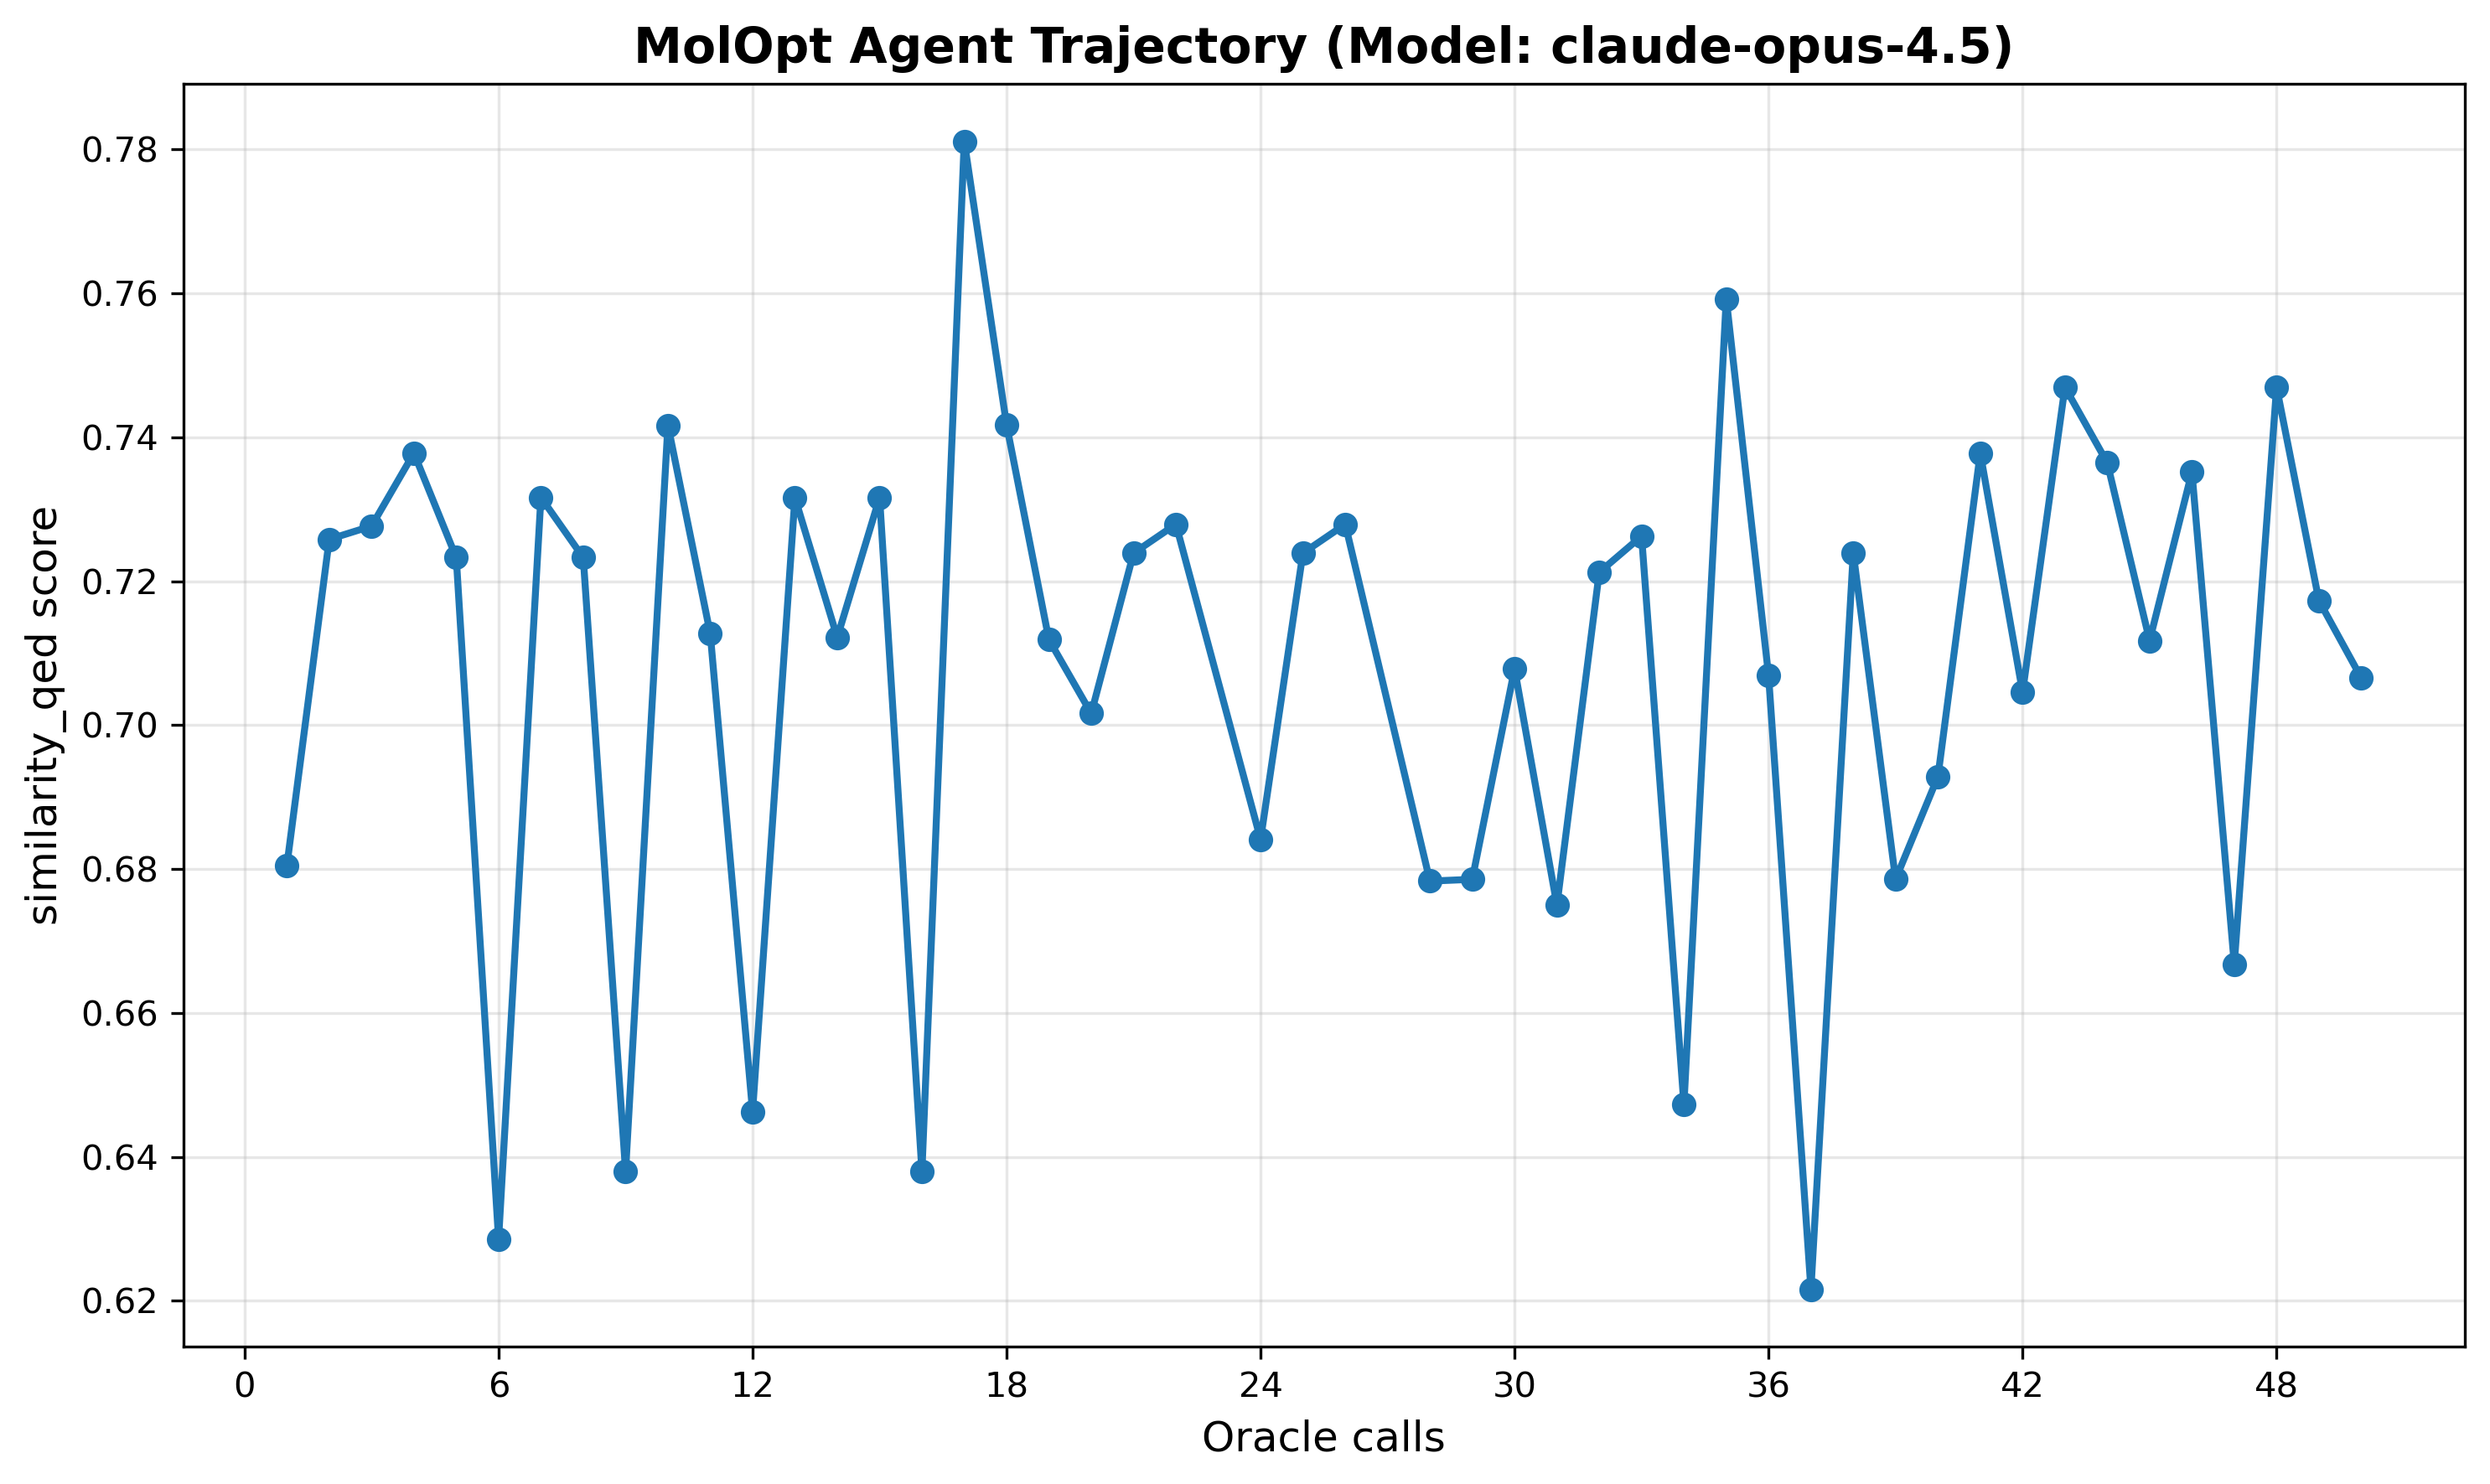 MolOpt Agent Trajectory (Model: claude-opus-4.5)
similarity_qed score
0.78
0.76
0.74
0.72
0.70
0.68
0.66
0.64
0.62
0 6 12 18 24 30 36 42 48
Oracle calls